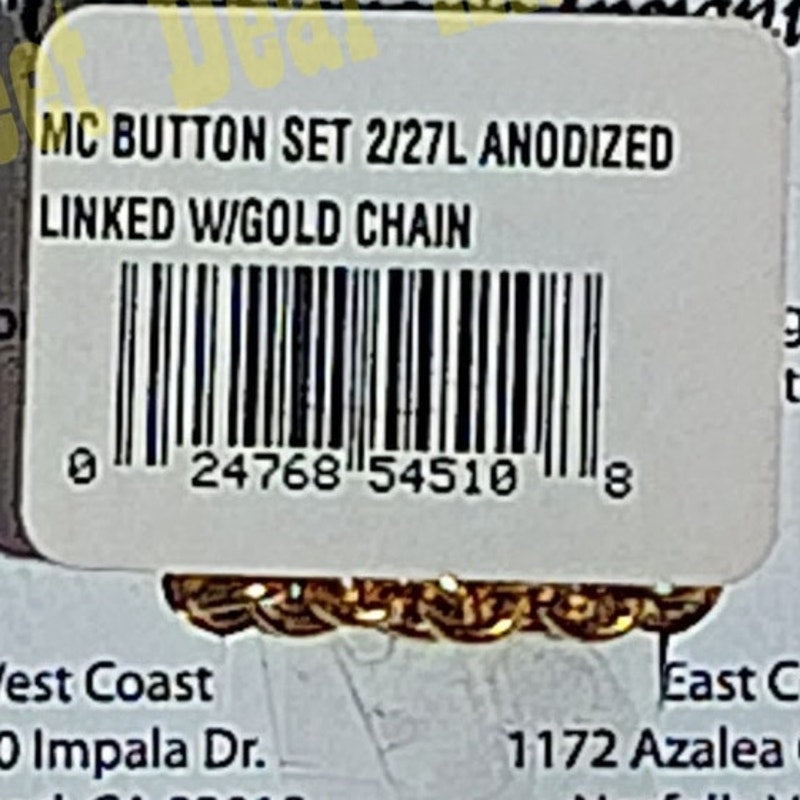 MC BUTTON SET 2/27L ANODIZED
LINKED W/GOLD CHAIN
0 24768 54510 8
West Coast
East C
0 Impala Dr.
1172 Azalea